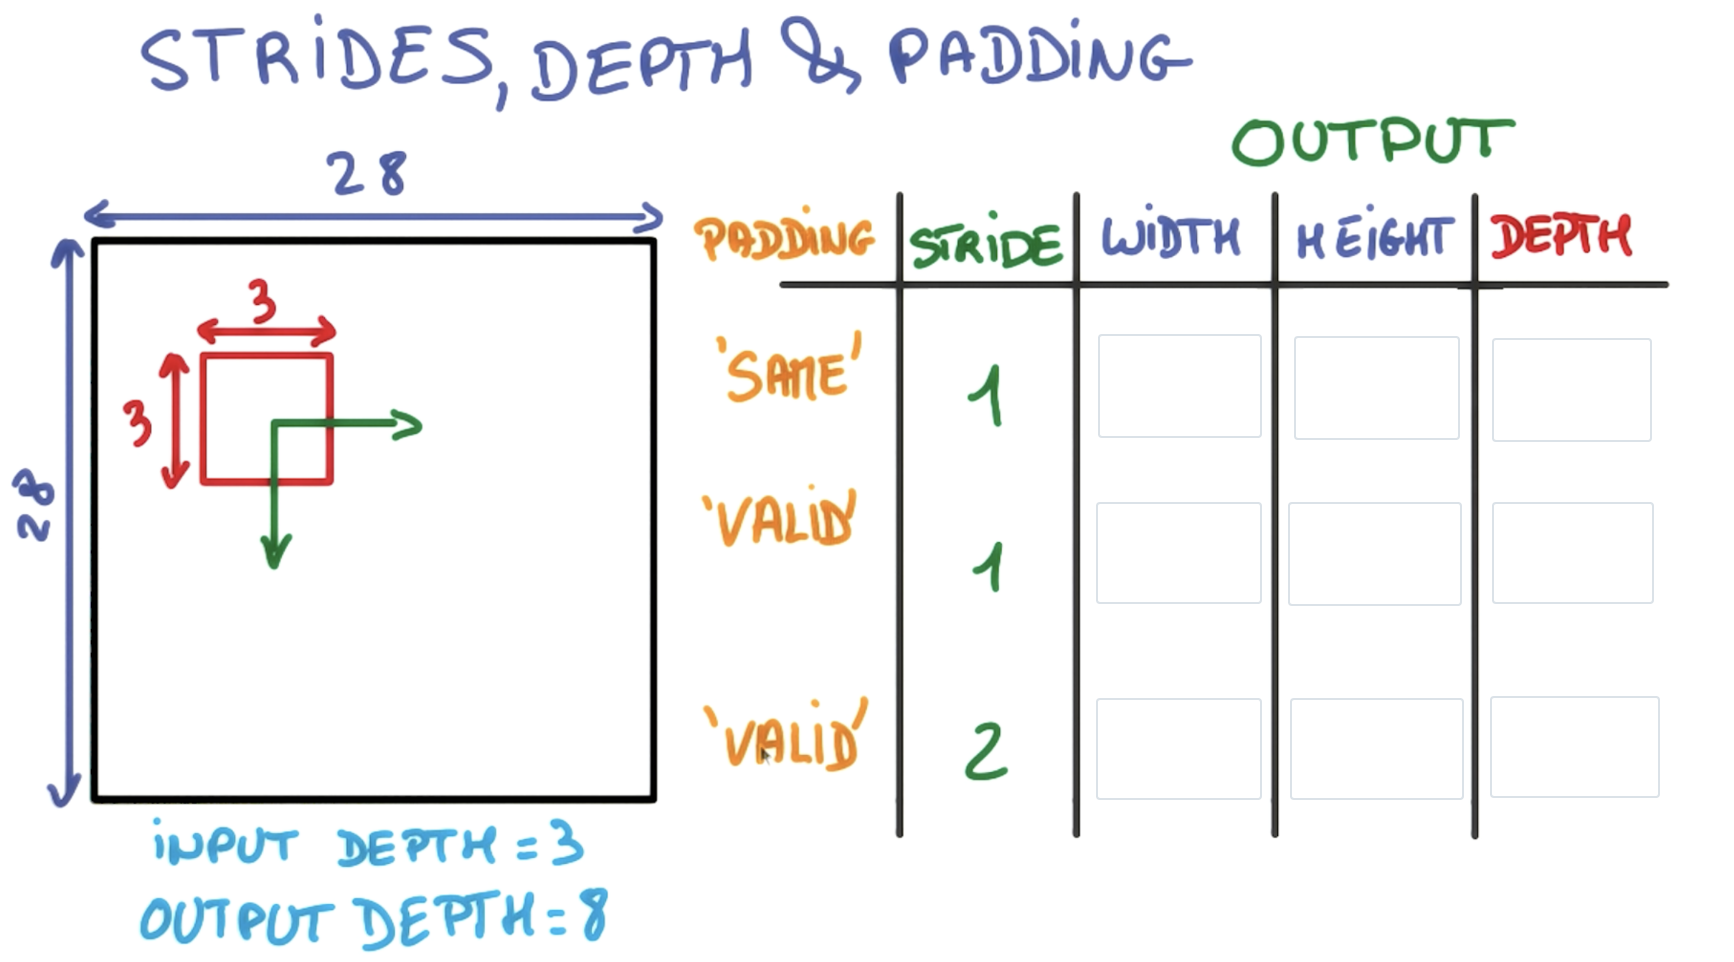 STRIDES, DEPTH & PADDING
OUTPUT
28
PADDING STRIDE WIDTH HEIGHT DEPTH
3
'SAME' 1
3
28
'VALID' 1
'VALID' 2
INPUT DEPTH = 3
OUTPUT DEPTH = 8